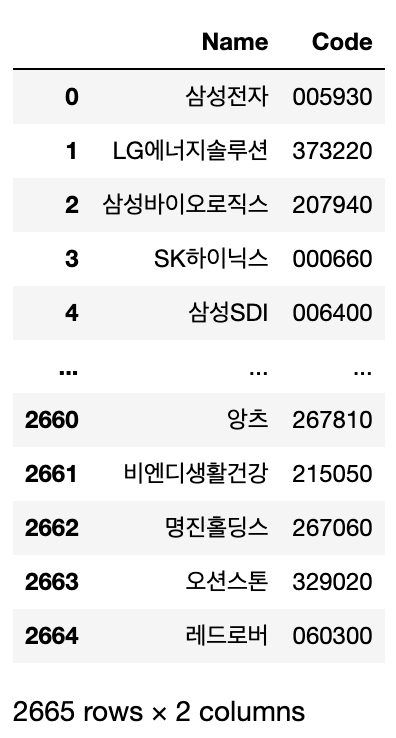 Name Code
0 삼성전자 005930
1 LG에너지솔루션 373220
2 삼성바이오로직스 207940
3 SK하이닉스 000660
4 삼성SDI 006400
... ... ...
2660 앙츠 267810
2661 비엔디생활건강 215050
2662 명진홀딩스 267060
2663 오션스톤 329020
2664 레드로버 060300
2665 rows × 2 columns